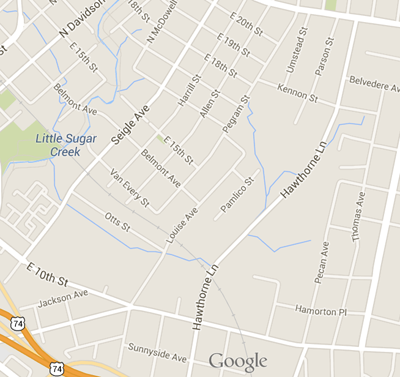 N Davidson
N McDowell
E 20th St
E 19th St
E 18th St
Umstead St
Parson St
St
E 15th St
Belmont Ave
Harrill St
Allen St
Kennon St
Belvedere Av
Seigle Ave
Pegram St
Little Sugar
Creek
E 15th St
Belmont Ave
Hawthorne Ln
Van Every St
Pamlico St
Thomas Ave
Otts St
Louise Ave
Pecan Ave
E 10th St
Jackson Ave
Hawthorne Ln
Hamorton Pl
74
Sunnyside Ave
Google
74